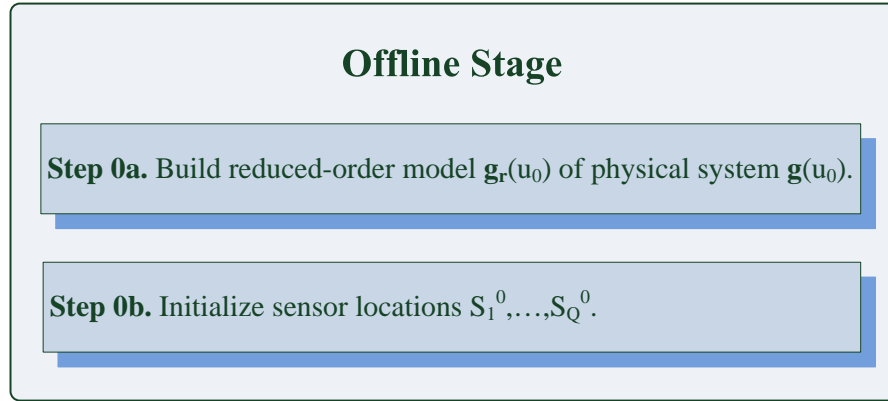 Offline Stage
Step 0a. Build reduced-order model gᵣ(u₀) of physical system g(u₀).
Step 0b. Initialize sensor locations S₁⁰,…,S_Q⁰.